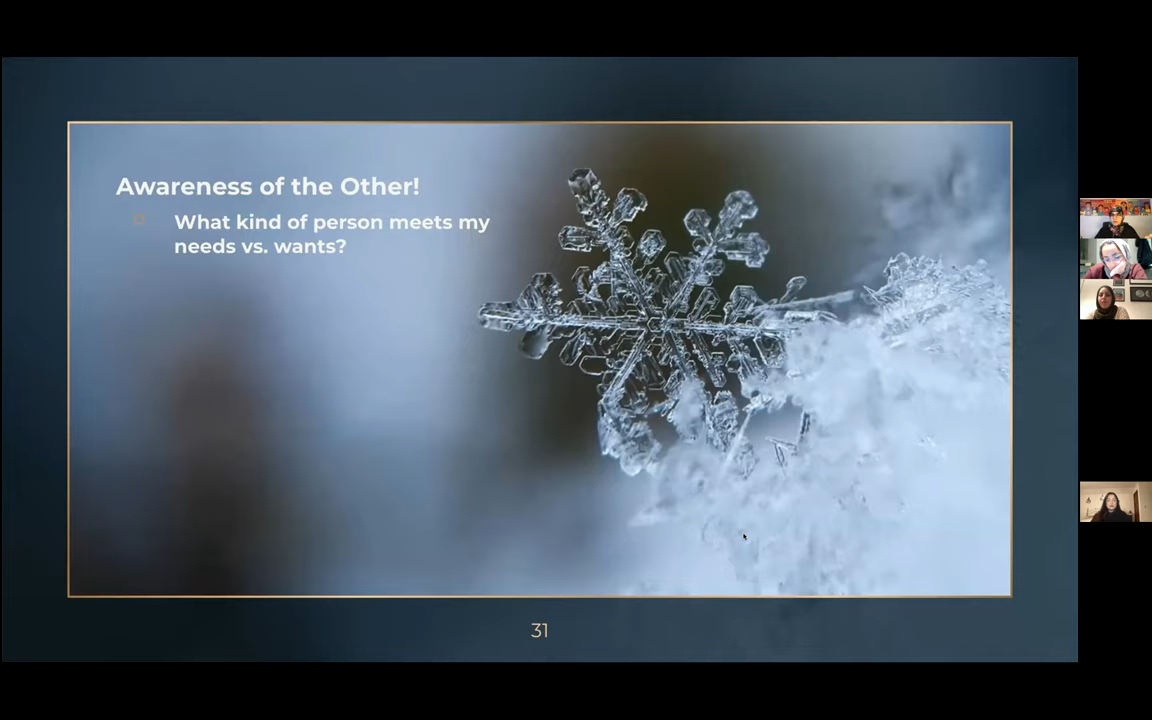 Awareness of the Other!
What kind of person meets my
needs vs. wants?
31